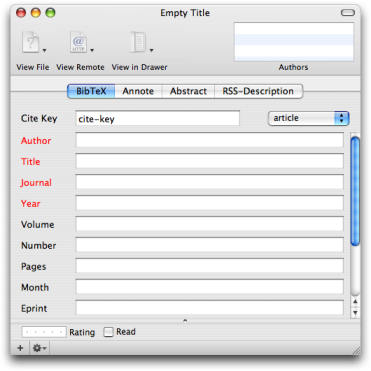 Empty Title
View File View Remote View in Drawer Authors
BibTeX Annote Abstract RSS-Description
Cite Key cite-key article
Author
Title
Journal
Year
Volume
Number
Pages
Month
Eprint
Rating Read